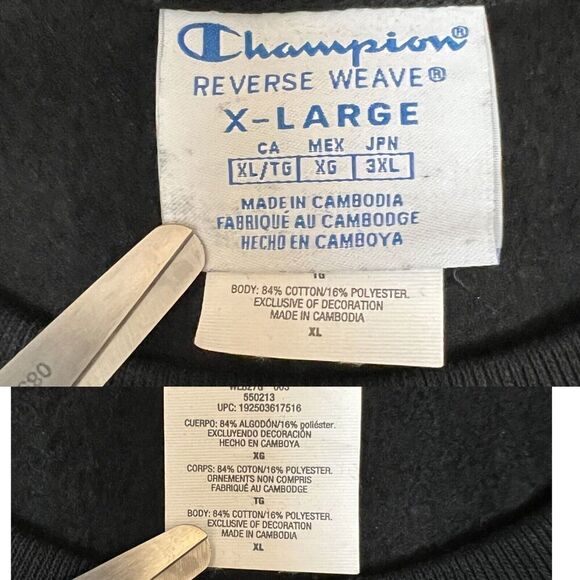 Champion®
REVERSE WEAVE®
X-LARGE
CA MEX JPN
XL/TG XG 3XL
MADE IN CAMBODIA
FABRIQUÉ AU CAMBODGE
HECHO EN CAMBOYA
TG
BODY: 84% COTTON/16% POLYESTER.
EXCLUSIVE OF DECORATION
MADE IN CAMBODIA
XL
550213
UPC: 192503617516
CUERPO: 84% ALGODÓN/16% poliéster.
EXCLUYENDO DECORACIÓN
HECHO EN CAMBOYA
XG
CORPS: 84% COTON/16% POLYESTER.
ORNEMENTS NON COMPRIS
FABRIQUÉ AU CAMBODGE
TG
BODY: 84% COTTON/16% POLYESTER.
EXCLUSIVE OF DECORATION
MADE IN CAMBODIA
XL